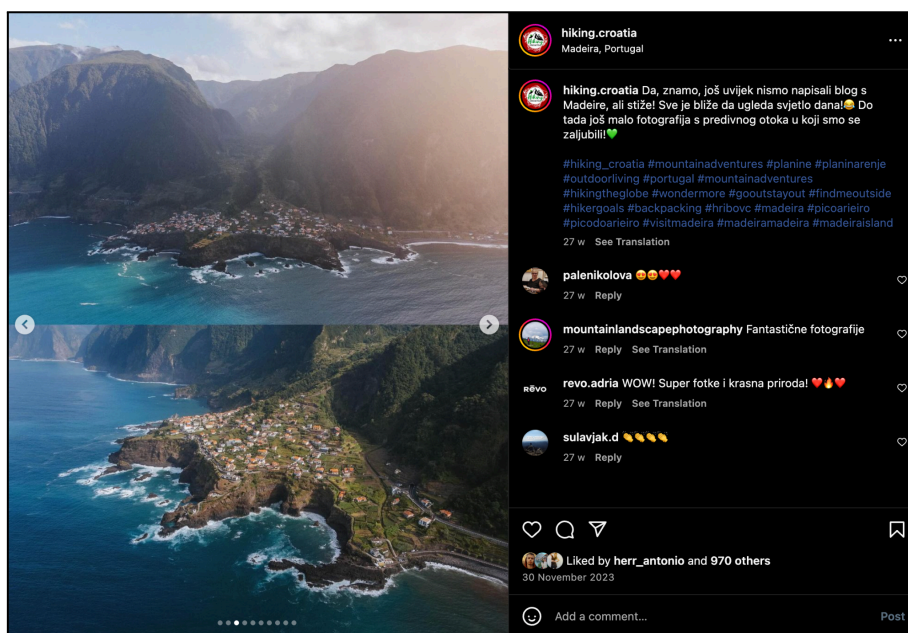 hiking.croatia
Madeira, Portugal
hiking.croatia Da, znamo, još uvijek nismo napisali blog s
Madeire, ali stiže! Sve je bliže da ugleda svjetlo dana!😂 Do
tada još malo fotografija s predivnog otoka u koji smo se
zaljubili!💚
#hiking_croatia #mountainadventures #planine #planinarenje
#outdoorliving #portugal #mountainadventures
#hikingtheglobe #wondermore #gooutstayout #findmeoutside
#hikergoals #backpacking #hribovc #madeira #picoarieiro
#picodoarieiro #visitmadeira #madeiramadeira #madeiraisland
27 w See Translation
palenikolova 😍😍❤️❤️
27 w Reply
mountainlandscapephotography Fantastične fotografije
27 w Reply See Translation
RĒVO
revo.adria WOW! Super fotke i krasna priroda! ❤️🔥❤️
27 w Reply See Translation
sulavjak.d 👏👏👏👏
27 w Reply
Liked by herr_antonio and 970 others
30 November 2023
Add a comment...
Post